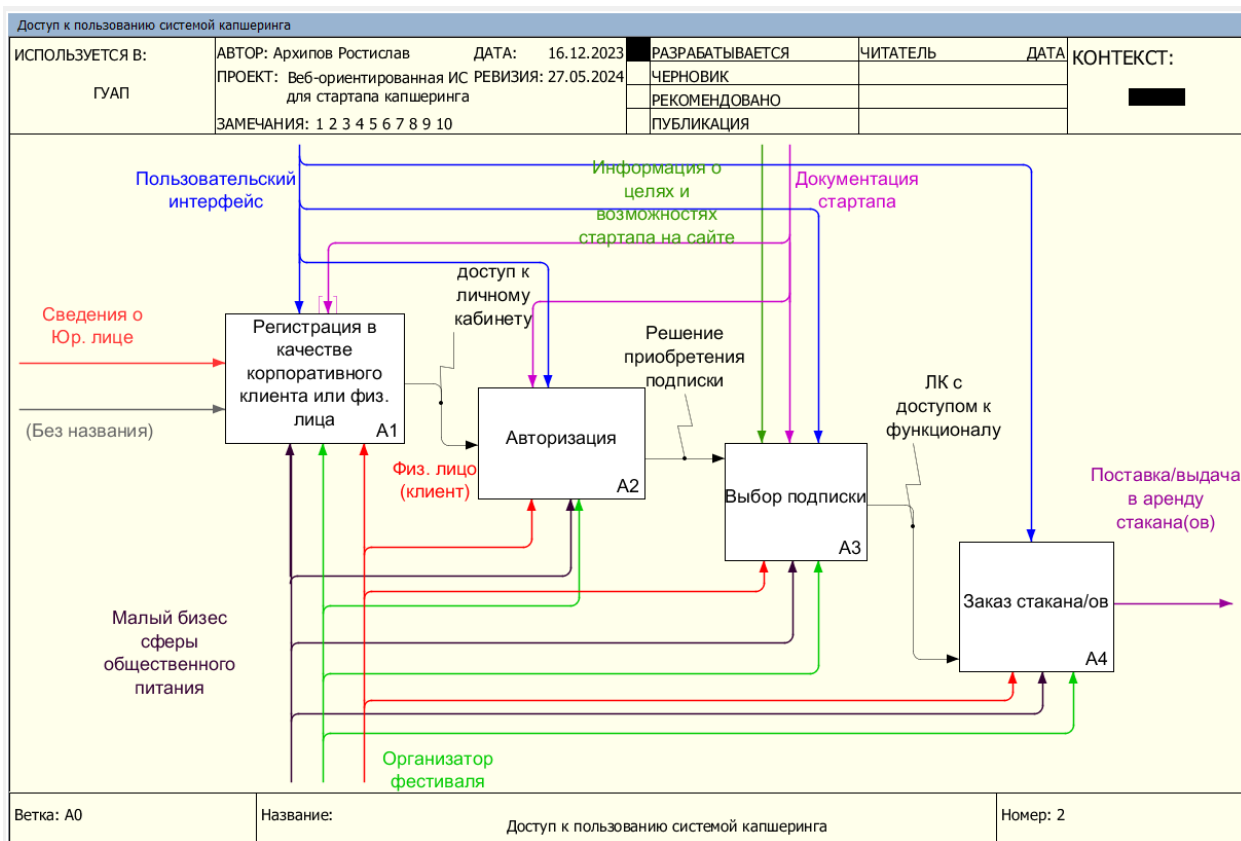 Доступ к пользованию системой капшеринга
ИСПОЛЬЗУЕТСЯ В:
ГУАП
АВТОР: Архипов Ростислав
ДАТА: 16.12.2023
ПРОЕКТ: Веб-ориентированная ИС
для стартапа капшеринга
РЕВИЗИЯ: 27.05.2024
ЗАМЕЧАНИЯ: 1 2 3 4 5 6 7 8 9 10
РАЗРАБАТЫВАЕТСЯ
ЧЕРНОВИК
РЕКОМЕНДОВАНО
ПУБЛИКАЦИЯ
ЧИТАТЕЛЬ
ДАТА
КОНТЕКСТ:
Пользовательский
интерфейс
Информация о
целях и
возможностях
стартапа на сайте
Документация
стартапа
Сведения о
Юр. лице
(Без названия)
Регистрация в
качестве
корпоративного
клиента или физ.
лица
A1
доступ к
личному
кабинету
Авторизация
A2
Решение
приобретения
подписки
Выбор подписки
A3
ЛК с
доступом к
функционалу
Заказ стакана/ов
A4
Поставка/выдача
в аренду
стакана(ов)
Физ. лицо
(клиент)
Малый бизес
сферы
общественного
питания
Организатор
фестиваля
Ветка: A0
Название:
Доступ к пользованию системой капшеринга
Номер: 2